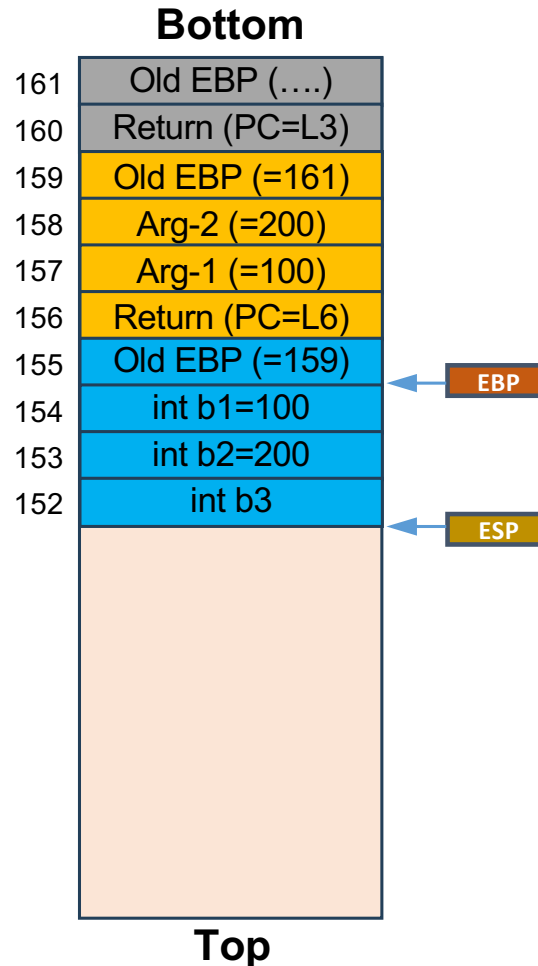 Bottom
161 Old EBP (....)
160 Return (PC=L3)
159 Old EBP (=161)
158 Arg-2 (=200)
157 Arg-1 (=100)
156 Return (PC=L6)
155 Old EBP (=159)
EBP
154 int b1=100
153 int b2=200
152 int b3
ESP
Top